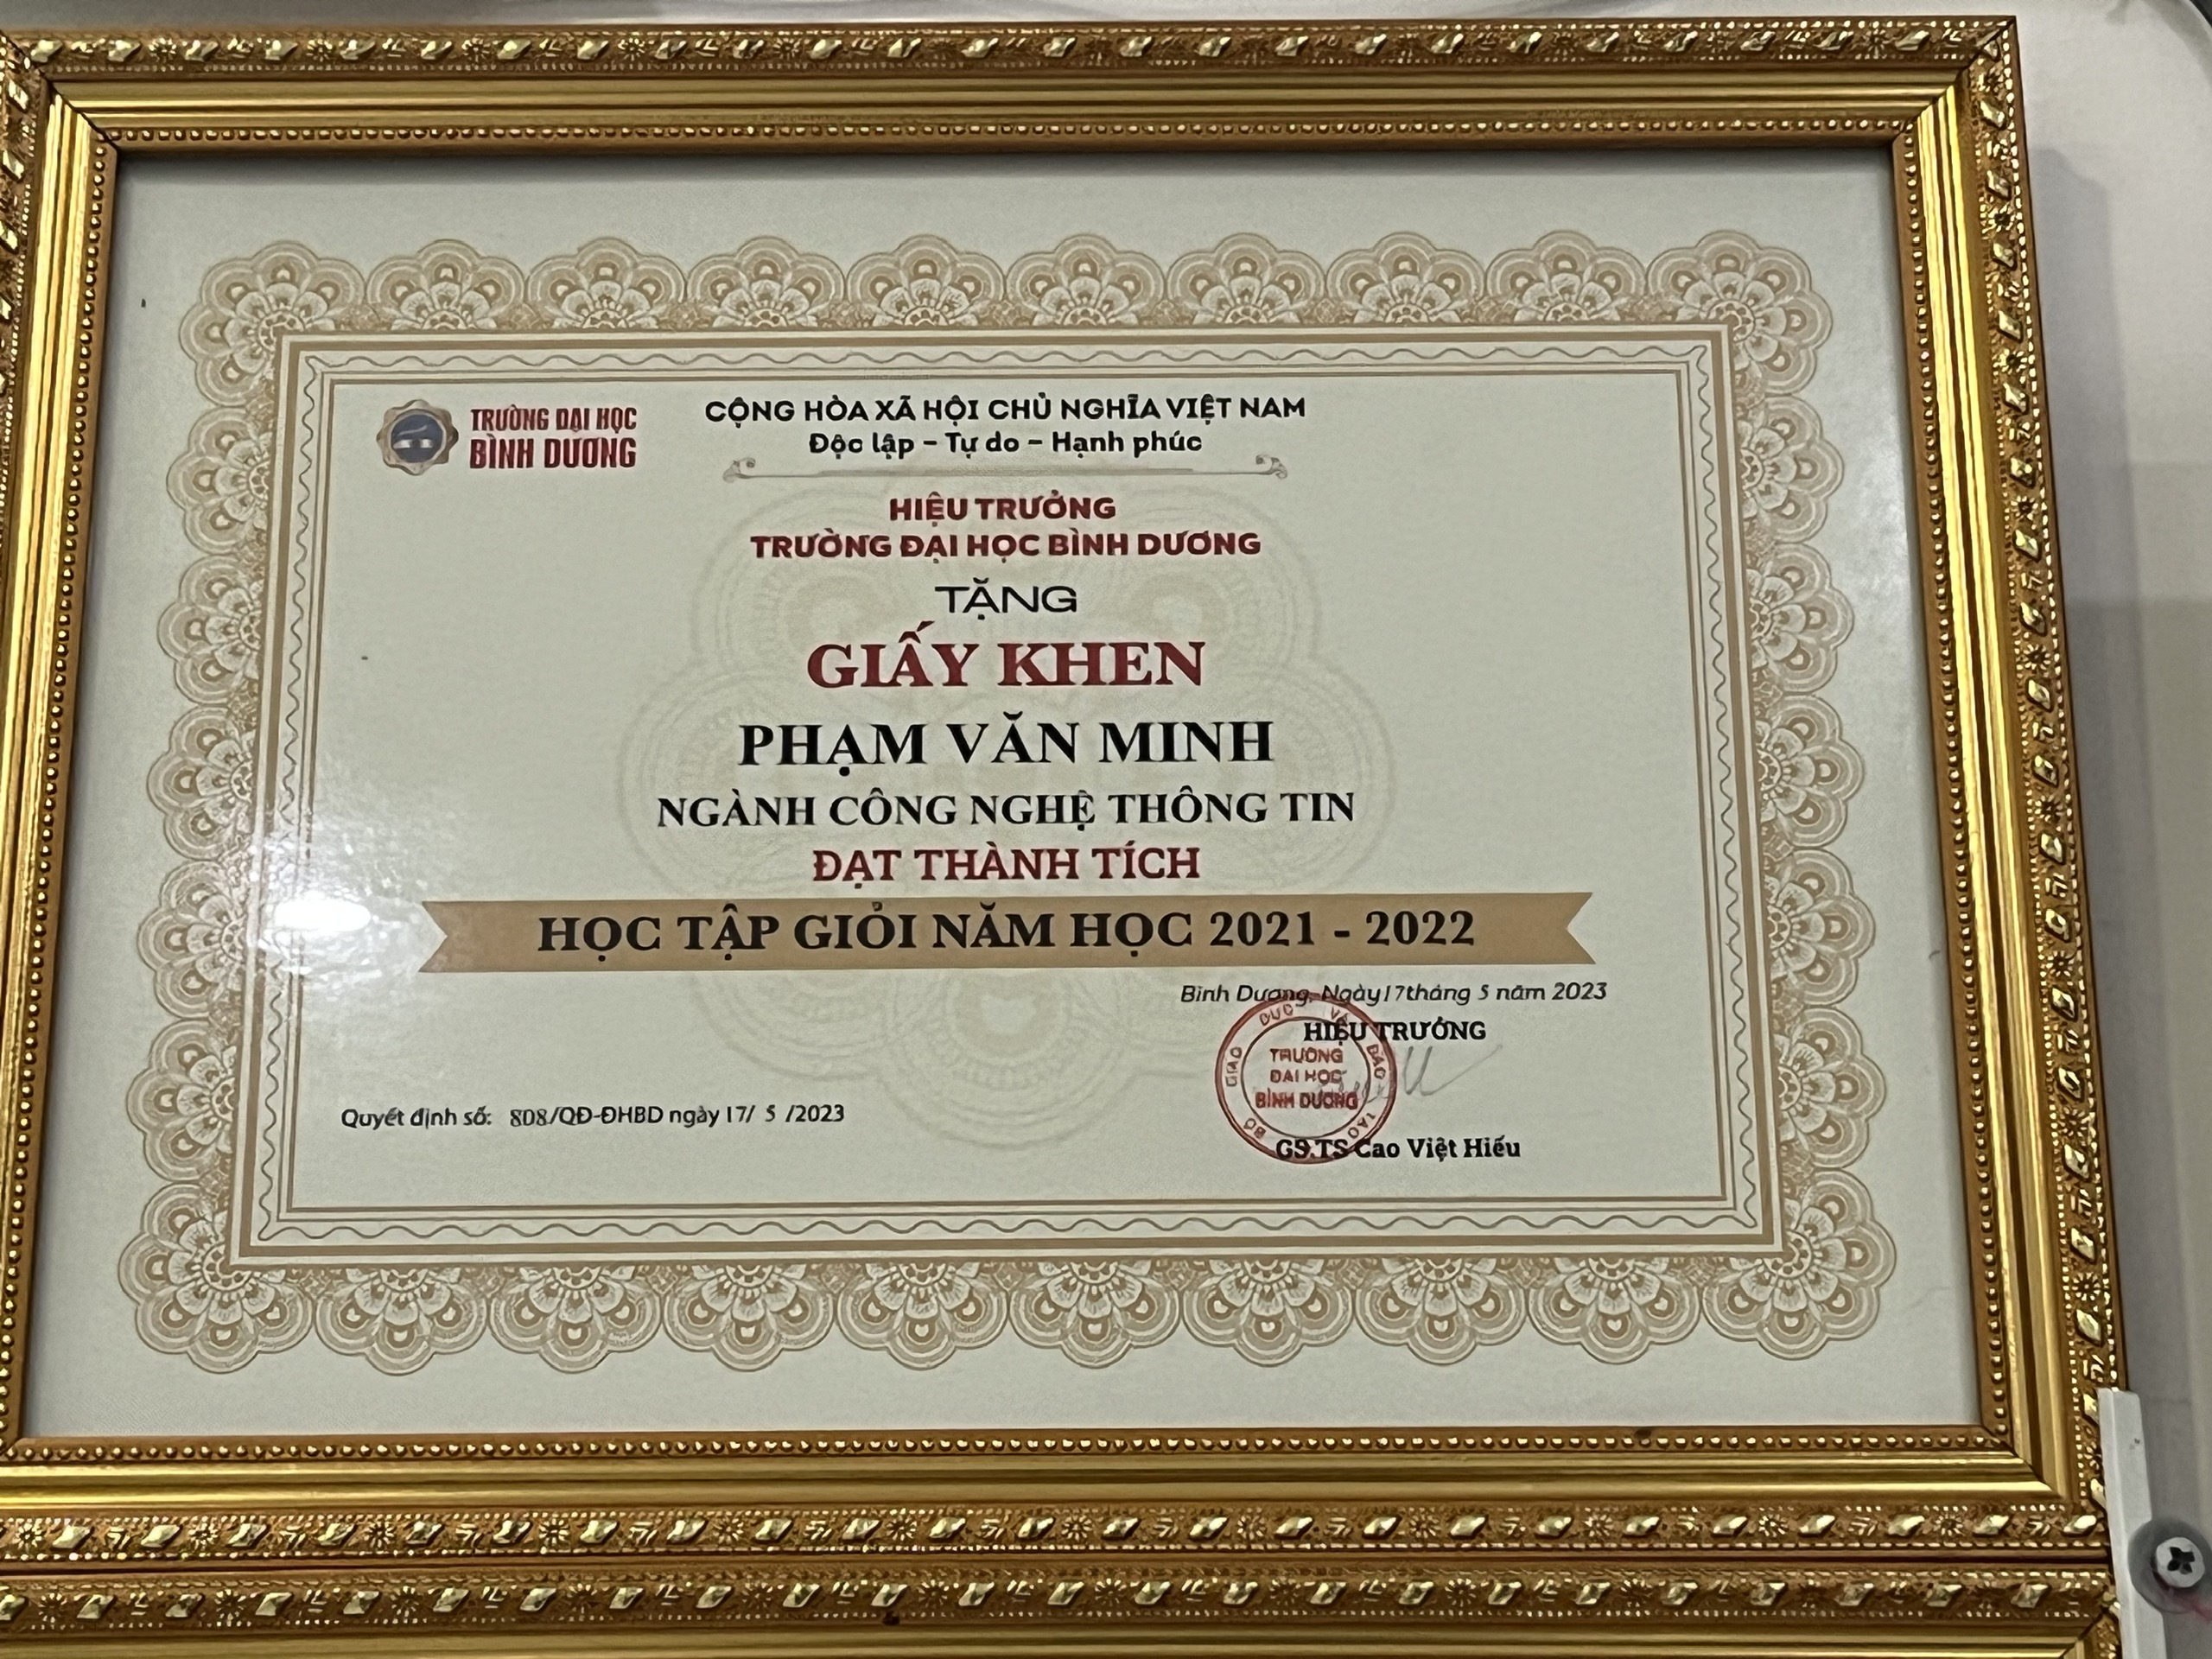 TRƯỜNG ĐẠI HỌC
BÌNH DƯƠNG
CỘNG HÒA XÃ HỘI CHỦ NGHĨA VIỆT NAM
Độc lập – Tự do – Hạnh phúc
HIỆU TRƯỞNG
TRƯỜNG ĐẠI HỌC BÌNH DƯƠNG
TẶNG
GIẤY KHEN
PHẠM VĂN MINH
NGÀNH CÔNG NGHỆ THÔNG TIN
ĐẠT THÀNH TÍCH
HỌC TẬP GIỎI NĂM HỌC 2021 - 2022
Bình Dương, Ngày 17 tháng 5 năm 2023
HIỆU TRƯỞNG
BỘ GIÁO DỤC VÀ ĐÀO TẠO
TRƯỜNG
ĐẠI HỌC
BÌNH DƯƠNG
Quyết định số: 808/QĐ-ĐHBD ngày 17/ 5 /2023
GS.TS Cao Việt Hiếu